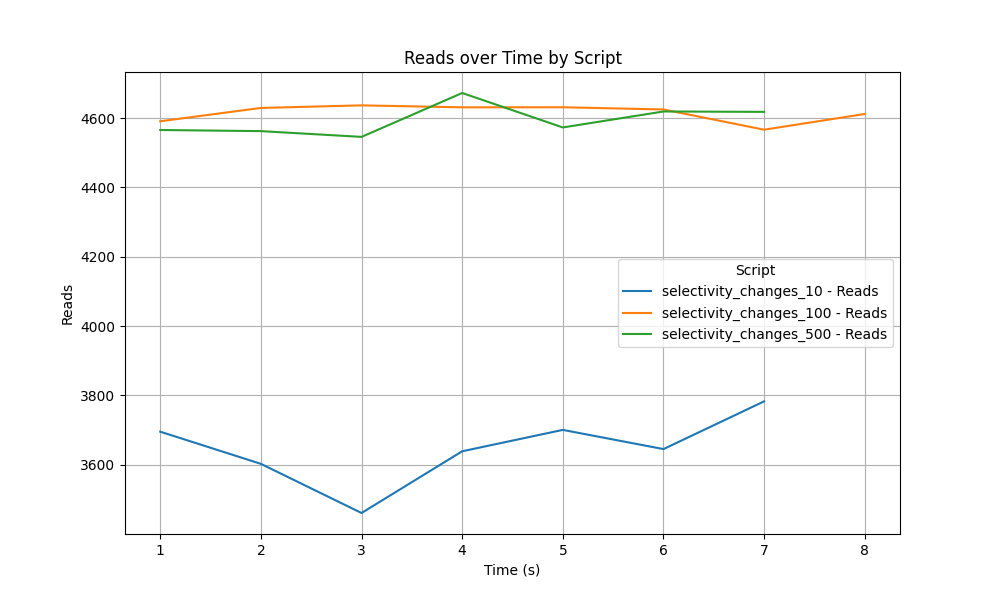 Reads over Time by Script
Reads
4600
4400
4200
4000
3800
3600
Script
selectivity_changes_10 - Reads
selectivity_changes_100 - Reads
selectivity_changes_500 - Reads
1 2 3 4 5 6 7 8
Time (s)